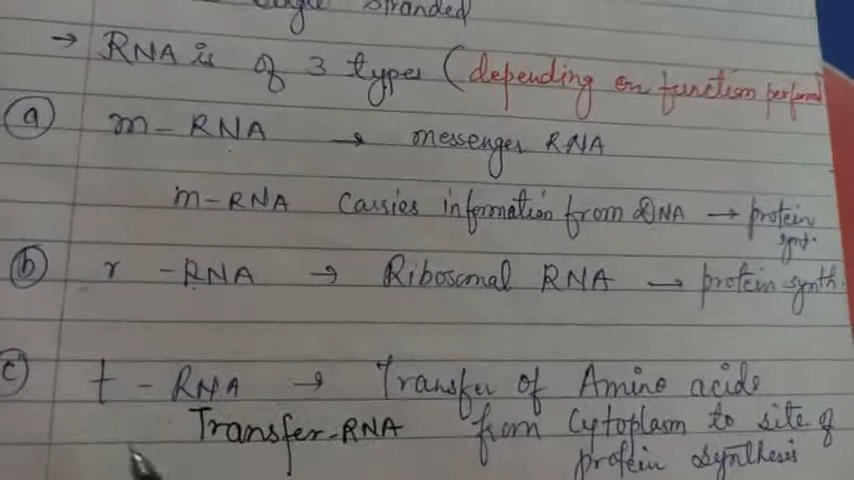 Single Stranded
→ RNA is of 3 types (depending on function performed
(a) m-RNA → messenger RNA
m-RNA carries information from DNA → protein
synt.
(b) r -RNA → Ribosomal RNA → protein synth.
(c) t - RNA → Transfer of Amino acids
Transfer-RNA from Cytoplasm to site of
protein synthesis